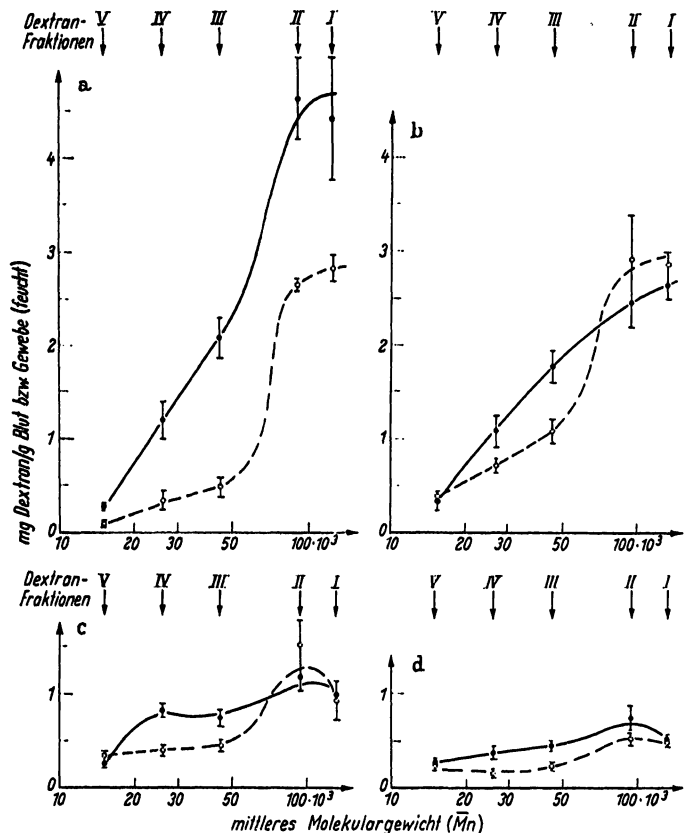 Dextran- V IV III II I V IV III II I
Fraktionen
a b
4 4
3 3
2 2
1 1
0 0
10 20 30 50 100·10³ 10 20 30 50 100·10³
mg Dextran/g Blut bzw. Gewebe (feucht)
Dextran- V IV III II I V IV III II I
Fraktionen
c d
1 1
0 0
10 20 30 50 100·10³ 10 20 30 50 100·10³
mittleres Molekulargewicht (M̅n)